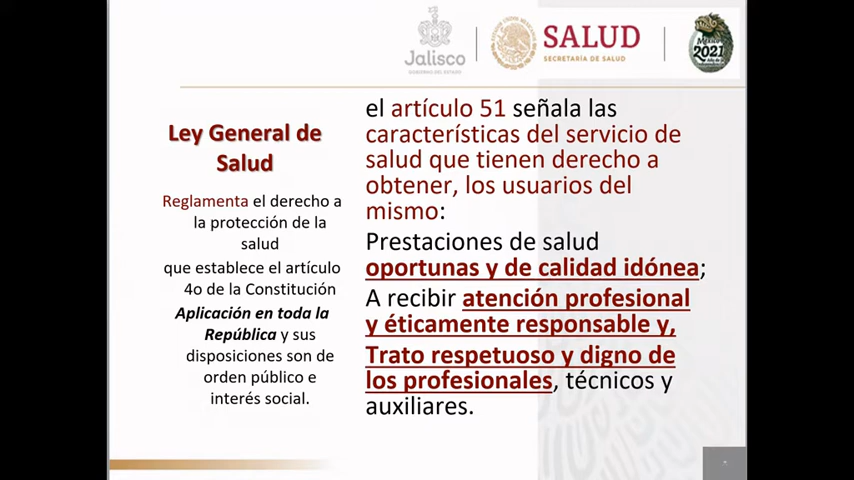 Jalisco
GOBIERNO DEL ESTADO
SALUD
SECRETARÍA DE SALUD
México
2021
Ley General de
Salud
Reglamenta el derecho a
la protección de la
salud
que establece el artículo
4o de la Constitución
Aplicación en toda la
República y sus
disposiciones son de
orden público e
interés social.
el artículo 51 señala las
características del servicio de
salud que tienen derecho a
obtener, los usuarios del
mismo:
Prestaciones de salud
oportunas y de calidad idónea;
A recibir atención profesional
y éticamente responsable y,
Trato respetuoso y digno de
los profesionales, técnicos y
auxiliares.